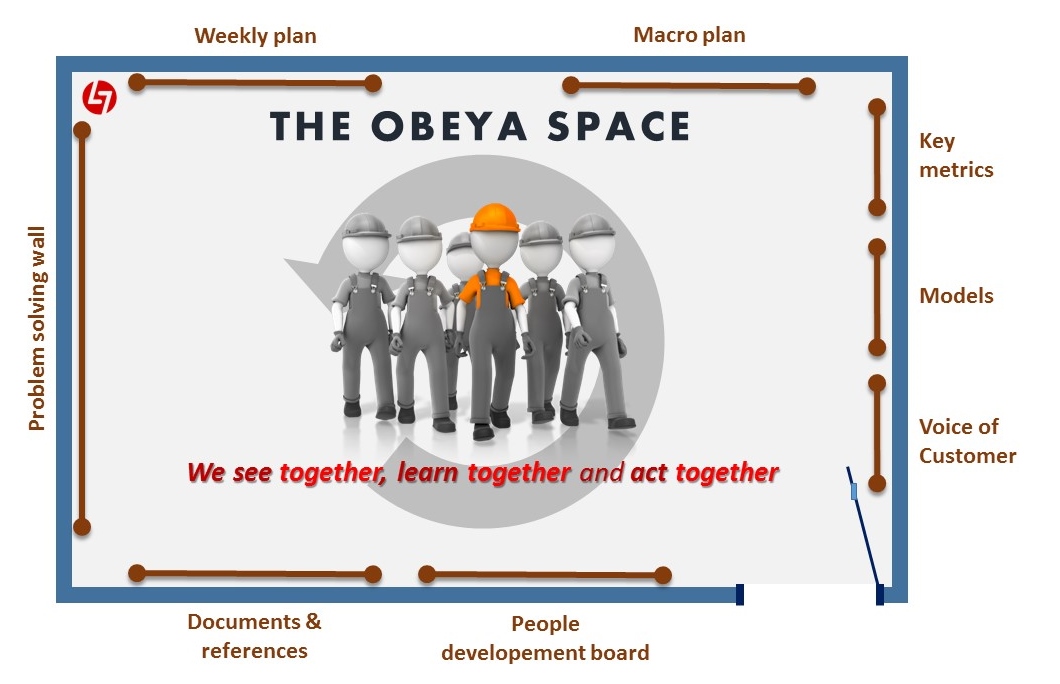 Weekly plan
Macro plan
THE OBEYA SPACE
Key
metrics
Models
Problem solving wall
Voice of
Customer
We see together, learn together and act together
Documents &
references
People
developement board